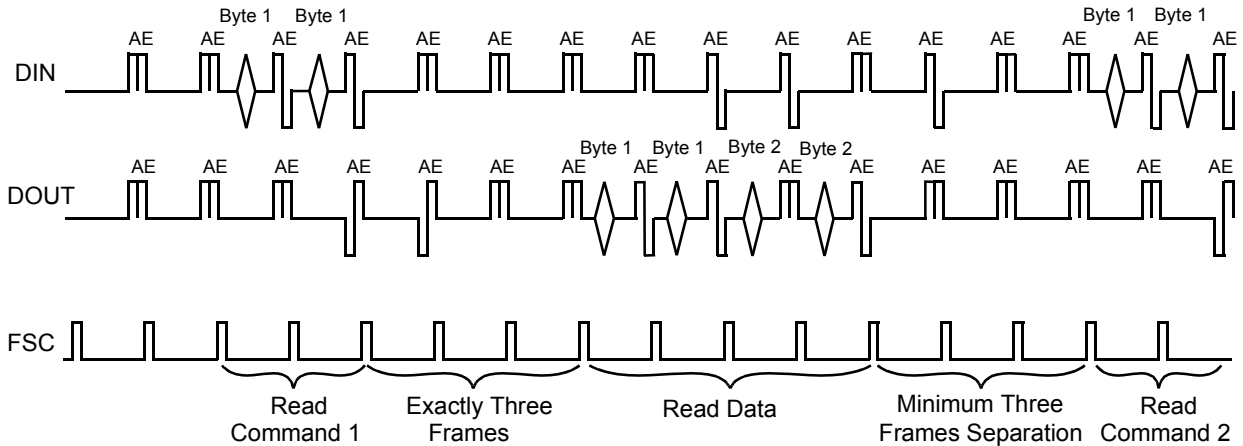 Byte 1 Byte 1 Byte 1 Byte 1
AE AE AE AE AE AE AE AE AE AE AE AE AE AE AE AE
DIN
Byte 1 Byte 1 Byte 2 Byte 2
AE AE AE AE AE AE AE AE AE AE AE AE AE AE AE AE
DOUT
FSC
Read
Command 1
Exactly Three
Frames
Read Data
Minimum Three
Frames Separation
Read
Command 2